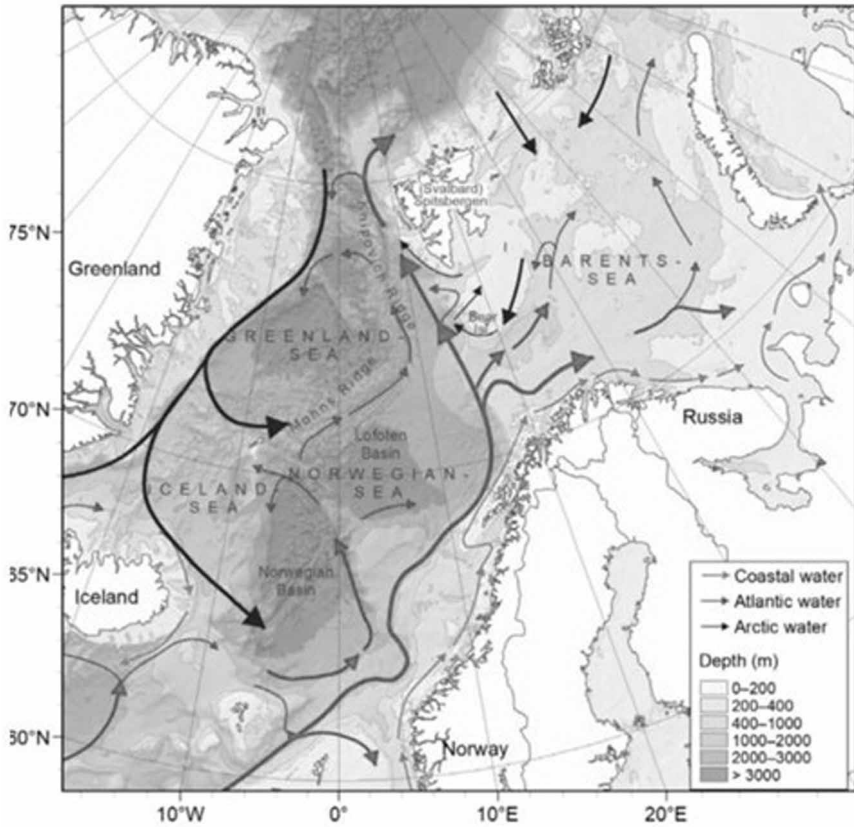 (Svalbard)
Spitsbergen
75°N
Greenland
Knipovich Ridge
BARENTS-
SEA
Bear
Is.
GREENLAND-
SEA
Mohns Ridge
70°N
Russia
Lofoten
Basin
NORWEGIAN-
SEA
ICELAND
SEA
65°N
Iceland
Norwegian
Basin
Coastal water
Atlantic water
Arctic water
Depth (m)
0–200
200–400
400–1000
1000–2000
2000–3000
> 3000
60°N
Norway
10°W
0°
10°E
20°E